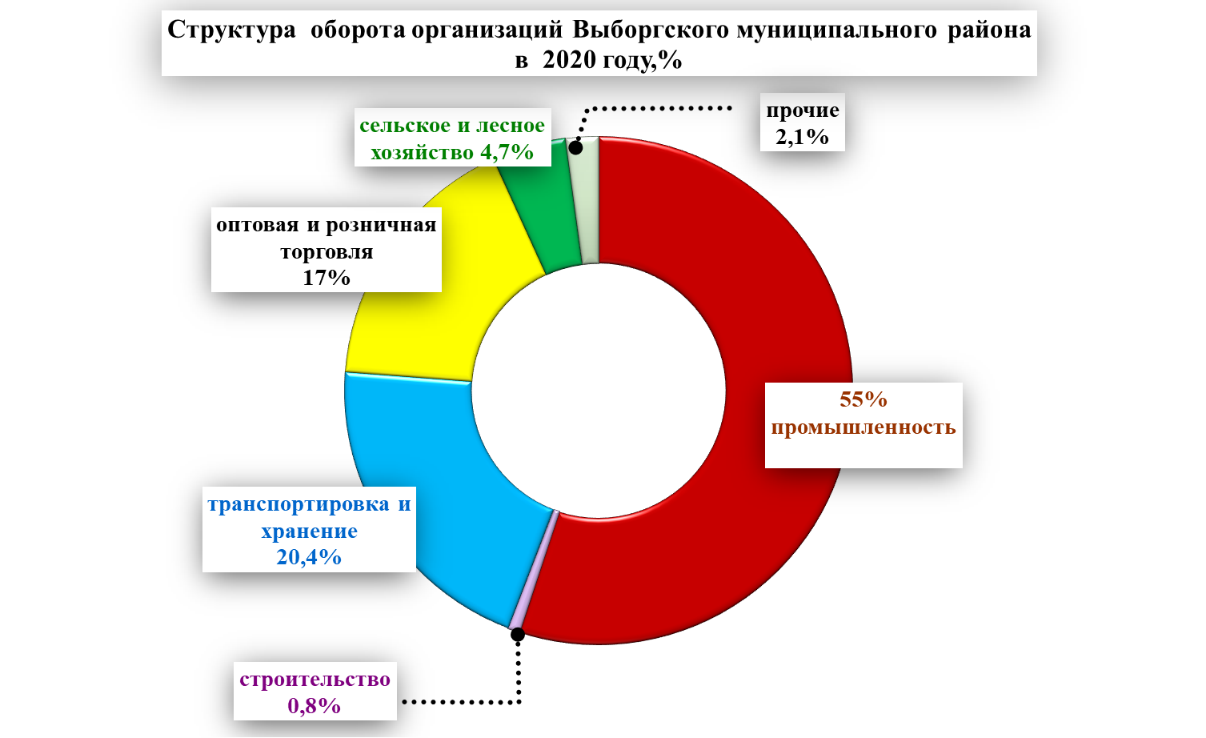 Структура оборота организаций Выборгского муниципального района
в 2020 году,%
прочие
2,1%
сельское и лесное
хозяйство 4,7%
оптовая и розничная
торговля
17%
55%
промышленность
транспортировка и
хранение
20,4%
строительство
0,8%